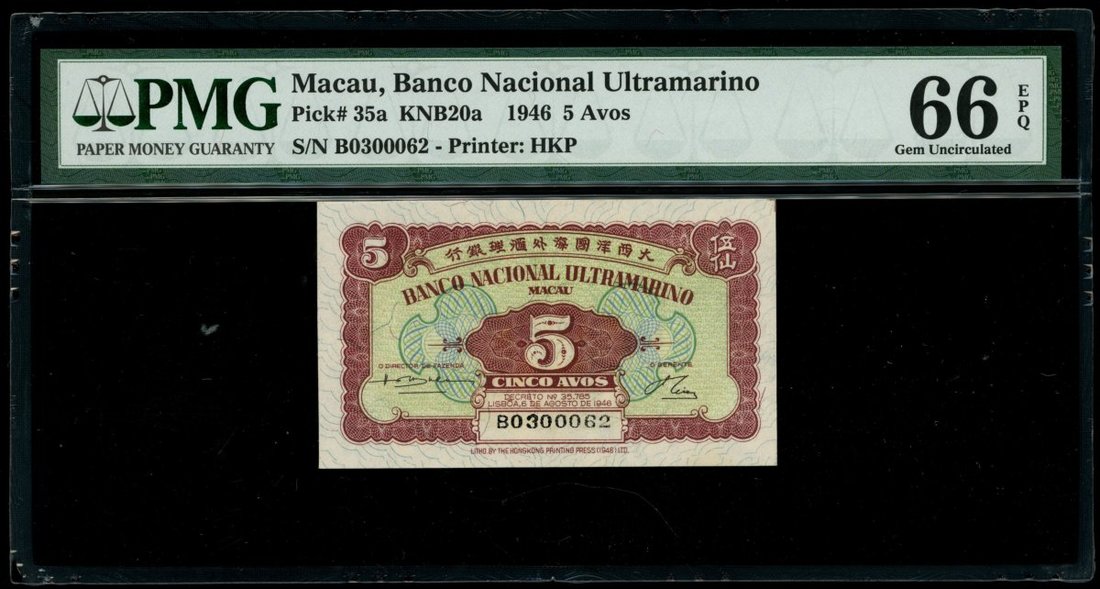 PMG
PAPER MONEY GUARANTY
Macau, Banco Nacional Ultramarino
Pick# 35a KNB20a 1946 5 Avos
S/N B0300062 - Printer: HKP
66 EPQ
Gem Uncirculated
5
大西洋國海外滙理銀行
伍仙
BANCO NACIONAL ULTRAMARINO
MACAU
5
O DIRECTOR DE FAZENDA
O GERENTE
CINCO AVOS
DECRETO Nº 35.785
LISBOA, 6 DE AGOSTO DE 1946
B0300062
LITHO. BY THE HONGKONG PRINTING PRESS (1946) LTD.